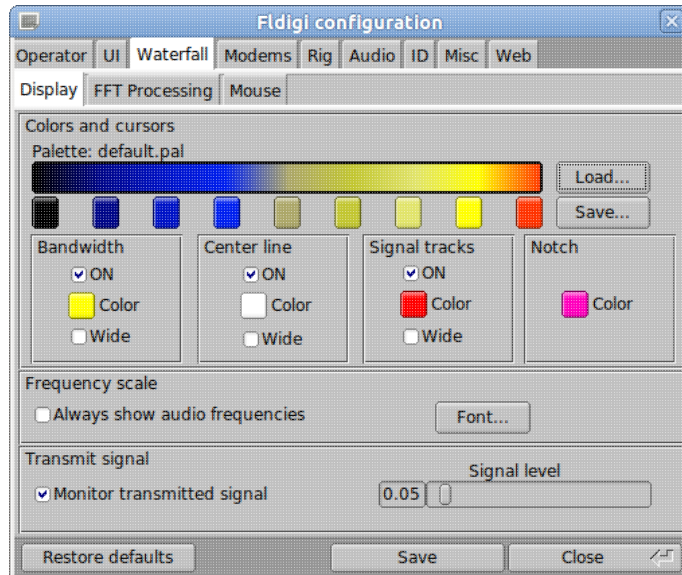 Fldigi configuration
Operator UI Waterfall Modems Rig Audio ID Misc Web
Display FFT Processing Mouse
Colors and cursors
Palette: default.pal
Load...
Save...
Bandwidth Center line Signal tracks Notch
ON ON ON
Color Color Color Color
Wide Wide Wide
Frequency scale
Always show audio frequencies Font...
Transmit signal
Signal level
Monitor transmitted signal 0.05
Restore defaults Save Close